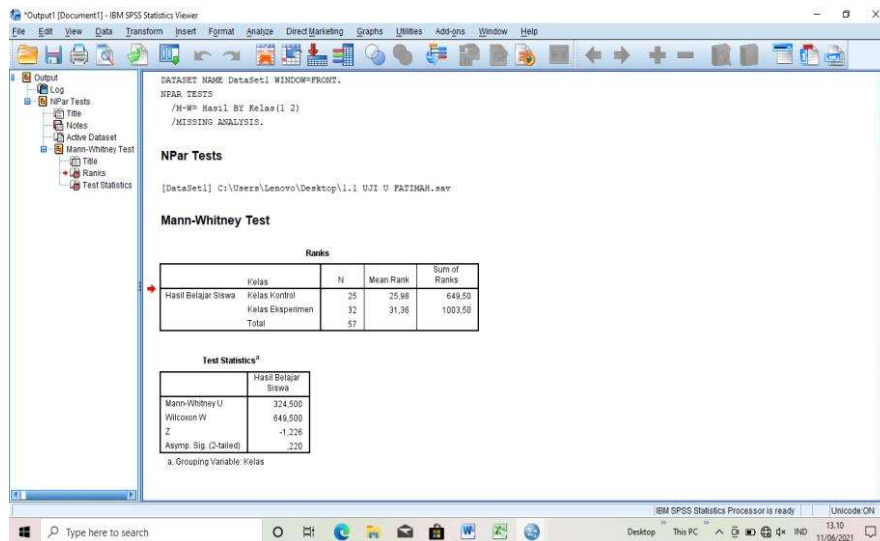 *Output1 [Document1] - IBM SPSS Statistics Viewer
File Edit View Data Transform Insert Format Analyze Direct Marketing Graphs Utilities Add-ons Window Help
Output
Log
NPar Tests
Title
Notes
Active Dataset
Mann-Whitney Test
Title
Ranks
Test Statistics
DATASET NAME DataSet1 WINDOW=FRONT.
NPAR TESTS
/M-W= Hasil BY Kelas(1 2)
/MISSING ANALYSIS.
NPar Tests
[DataSet1] C:\Users\Lenovo\Desktop\1.1 UJI U FATIMAH.sav
Mann-Whitney Test
Ranks
Kelas N Mean Rank Sum of Ranks
Hasil Belajar Siswa Kelas Kontrol 25 25,98 649,50
Kelas Eksperimen 32 31,36 1003,50
Total 57
Test Statistics a
Hasil Belajar
Siswa
Mann-Whitney U 324,500
Wilcoxon W 649,500
Z -1,226
Asymp. Sig. (2-tailed) ,220
a. Grouping Variable: Kelas
IBM SPSS Statistics Processor is ready Unicode:ON
Type here to search
Desktop This PC IND 13.10
11/06/2021